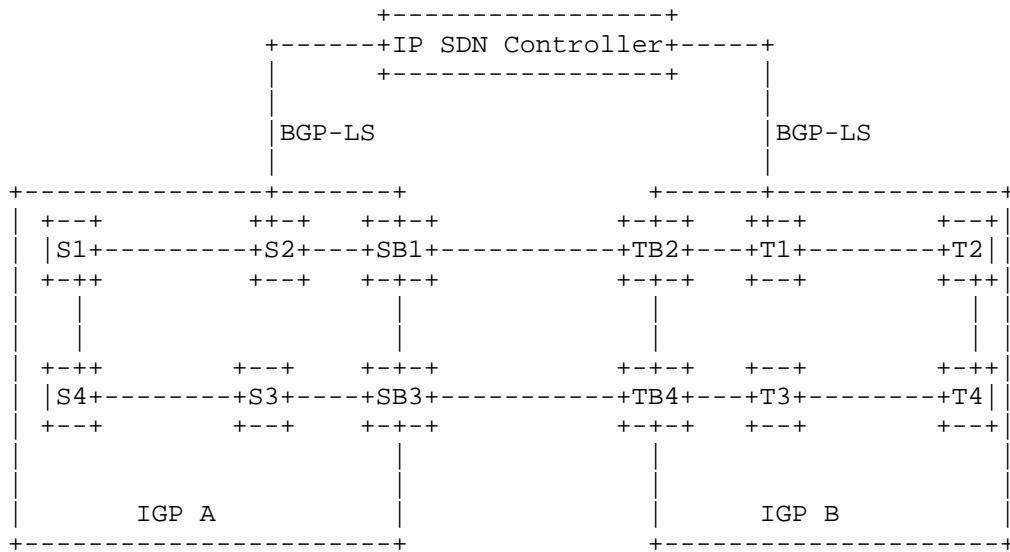 IP SDN Controller
BGP-LS BGP-LS
S1 S2 SB1 TB2 T1 T2
S4 S3 SB3 TB4 T3 T4
IGP A IGP B